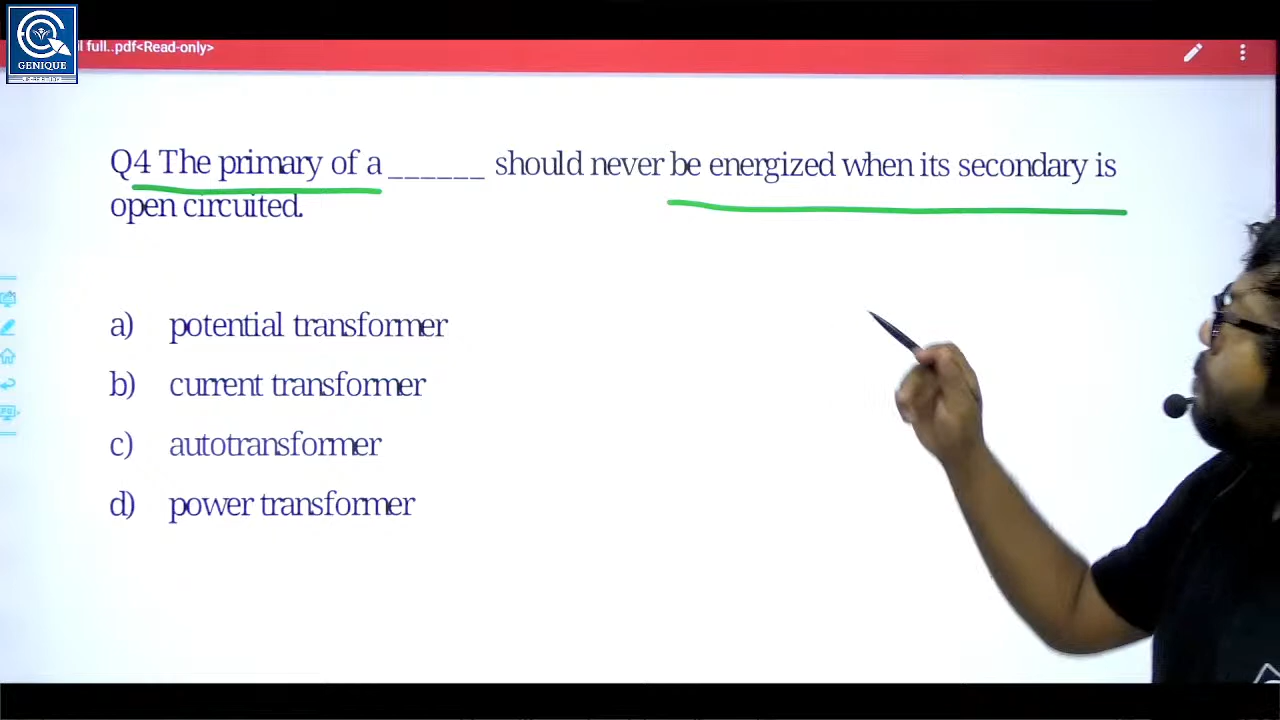 GENIQUE
l full..pdf<Read-only>
Q4 The primary of a ______ should never be energized when its secondary is
open circuited.
a) potential transformer
b) current transformer
c) autotransformer
d) power transformer